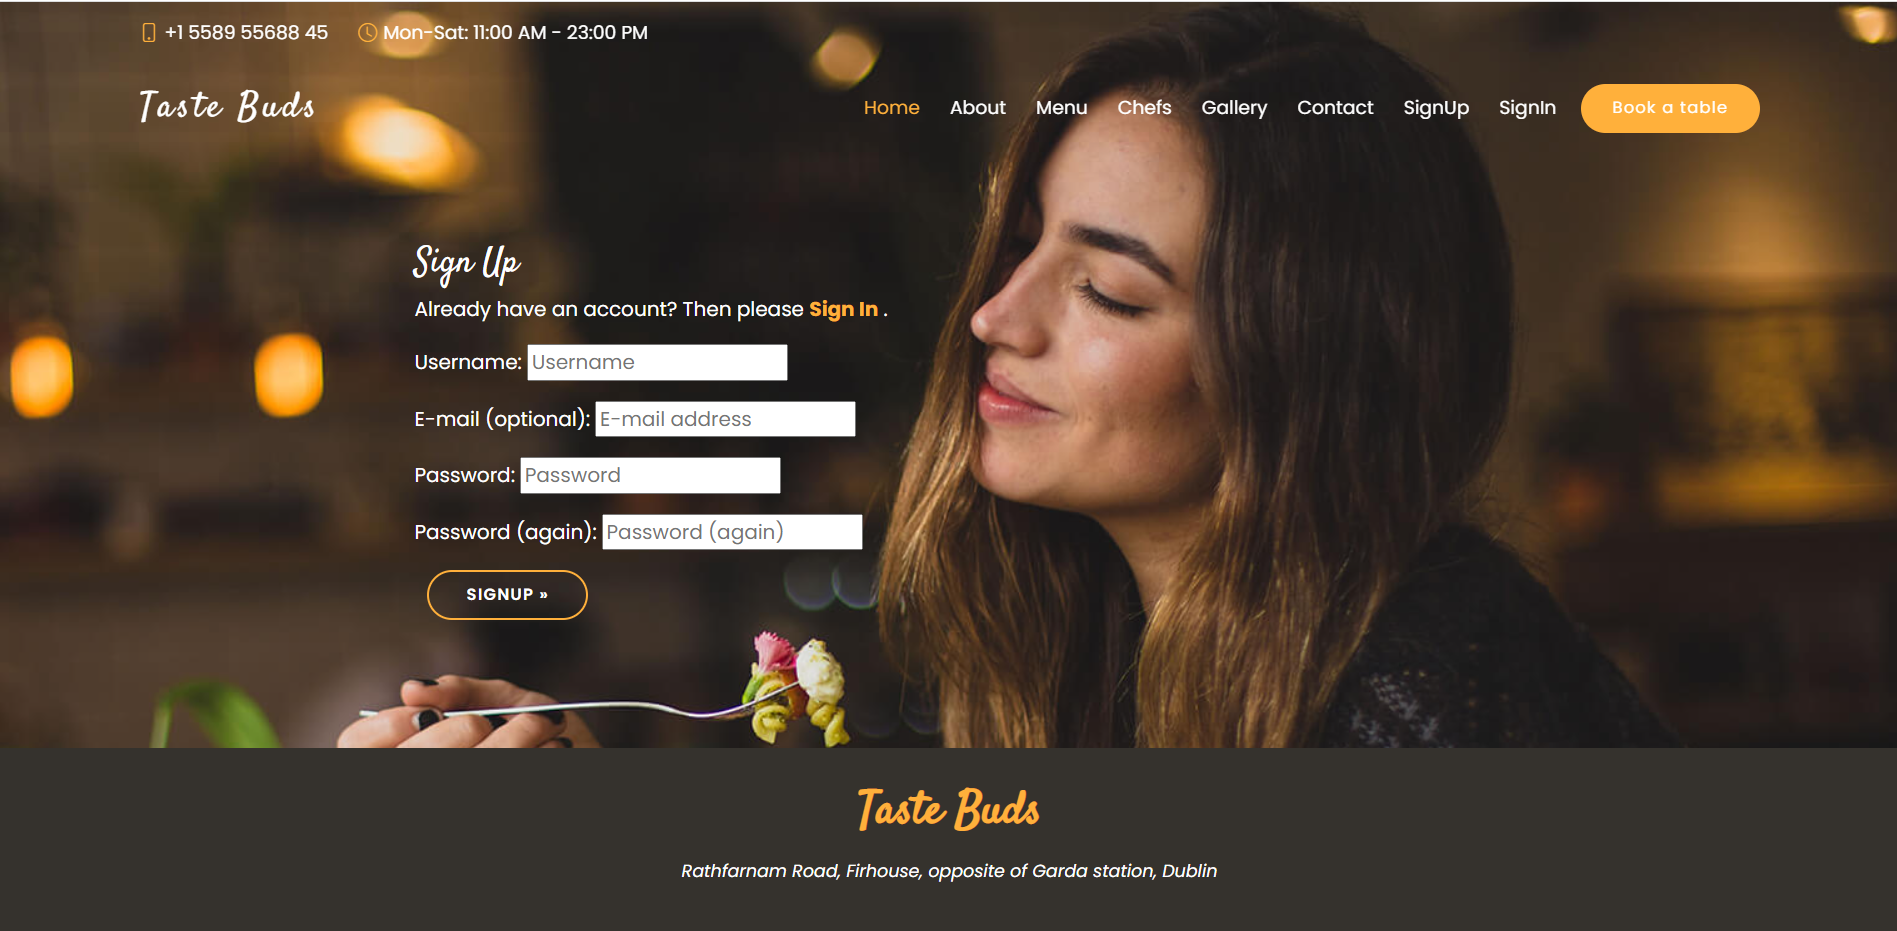 +1 5589 55688 45 Mon-Sat: 11:00 AM - 23:00 PM
Taste Buds
Home About Menu Chefs Gallery Contact SignUp SignIn Book a table
Sign Up
Already have an account? Then please Sign In .
Username: Username
E-mail (optional): E-mail address
Password: Password
Password (again): Password (again)
SIGNUP »
Taste Buds
Rathfarnam Road, Firhouse, opposite of Garda station, Dublin